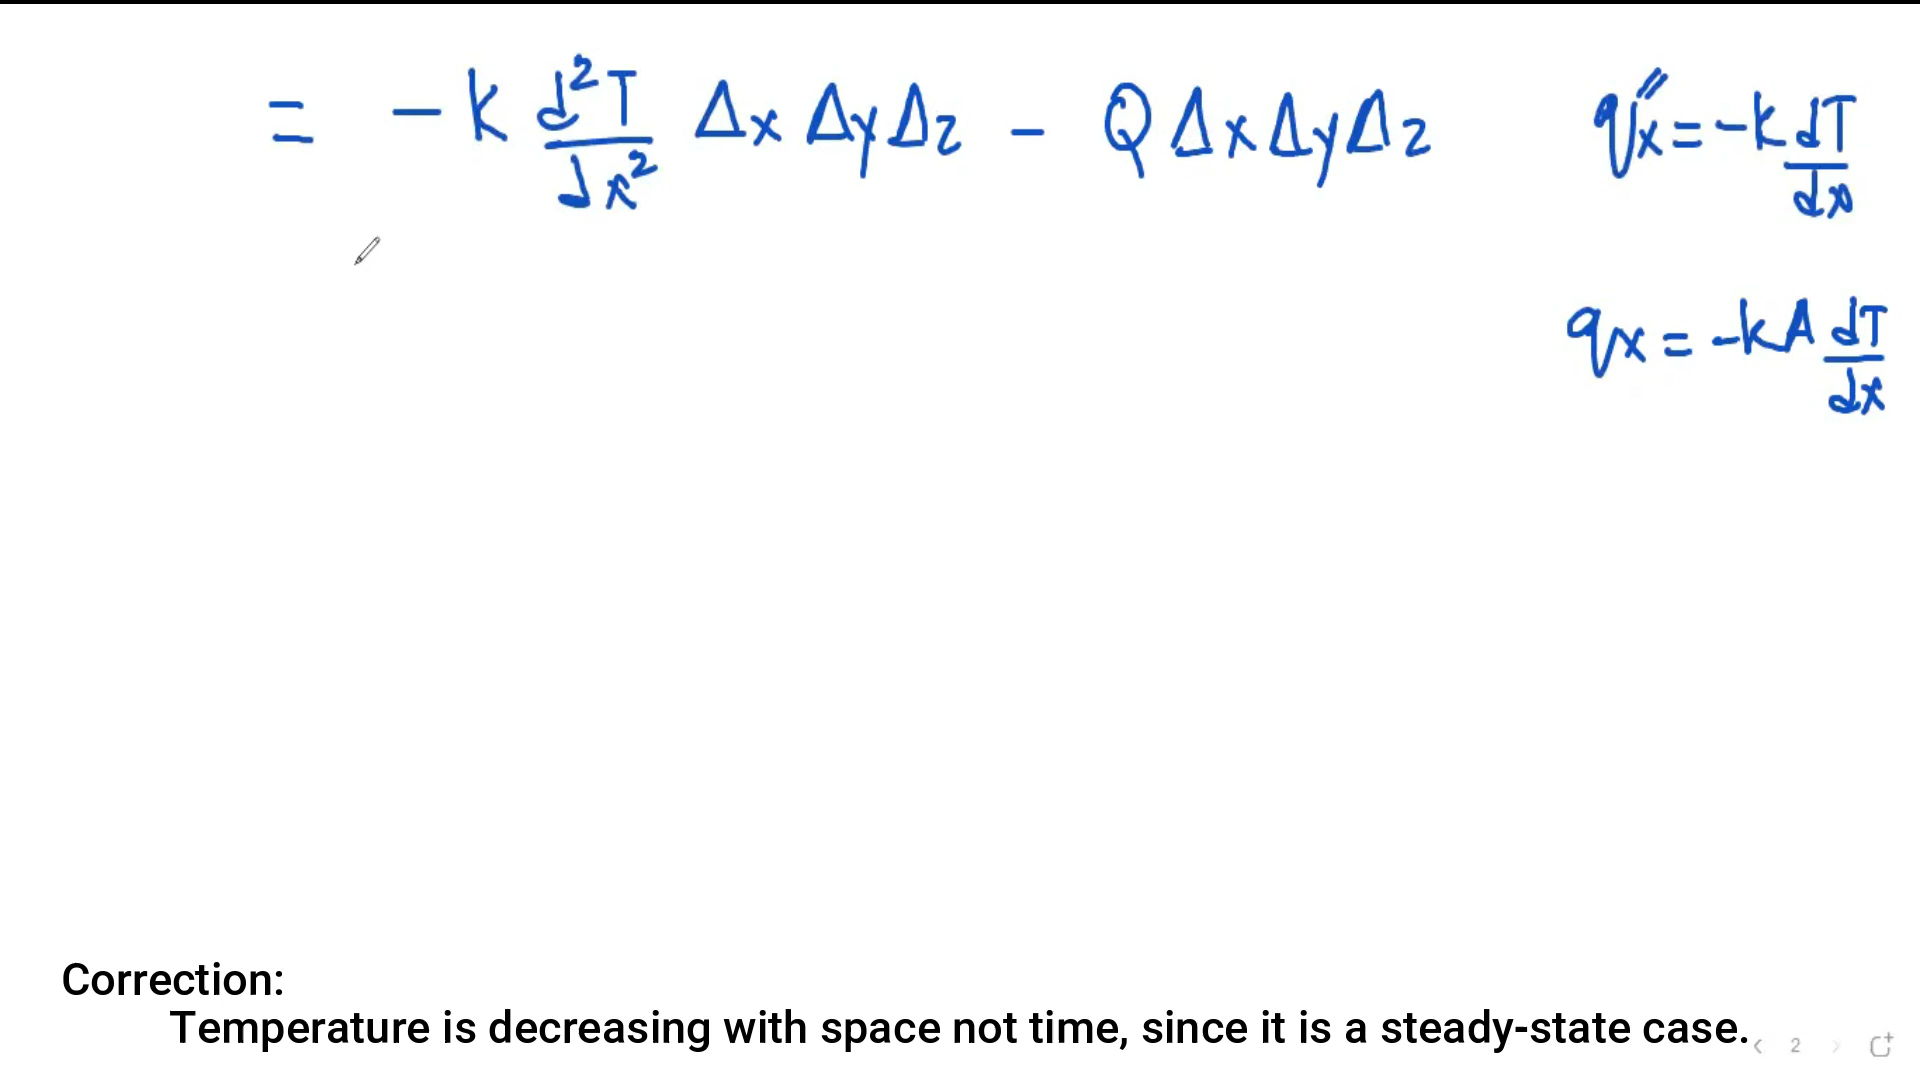 = - k d²T/dx² Δx Δy Δz - Q Δx Δy Δz
q″x = -k dT/dx
qx = -kA dT/dx
Correction:
Temperature is decreasing with space not time, since it is a steady-state case.
2